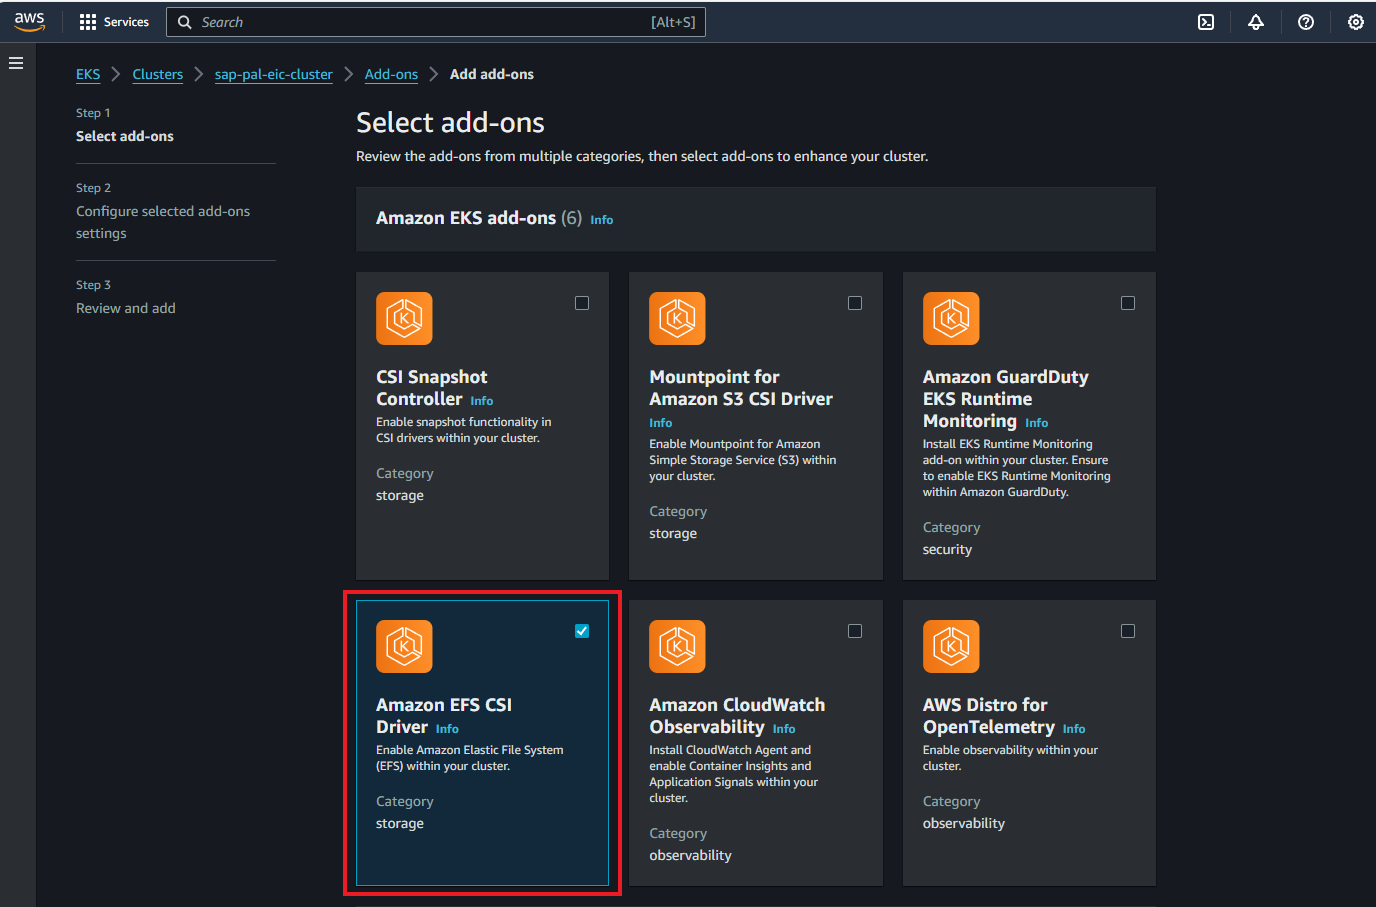 aws
Services
Search
[Alt+S]
EKS
Clusters
sap-pal-eic-cluster
Add-ons
Add add-ons
Step 1
Select add-ons
Step 2
Configure selected add-ons
settings
Step 3
Review and add
Select add-ons
Review the add-ons from multiple categories, then select add-ons to enhance your cluster.
Amazon EKS add-ons (6) Info
CSI Snapshot
Controller Info
Enable snapshot functionality in
CSI drivers within your cluster.
Category
storage
Mountpoint for
Amazon S3 CSI Driver
Info
Enable Mountpoint for Amazon
Simple Storage Service (S3) within
your cluster.
Category
storage
Amazon GuardDuty
EKS Runtime
Monitoring Info
Install EKS Runtime Monitoring
add-on within your cluster. Ensure
to enable EKS Runtime Monitoring
within Amazon GuardDuty.
Category
security
Amazon EFS CSI
Driver Info
Enable Amazon Elastic File System
(EFS) within your cluster.
Category
storage
Amazon CloudWatch
Observability Info
Install CloudWatch Agent and
enable Container Insights and
Application Signals within your
cluster.
Category
observability
AWS Distro for
OpenTelemetry Info
Enable observability within your
cluster.
Category
observability